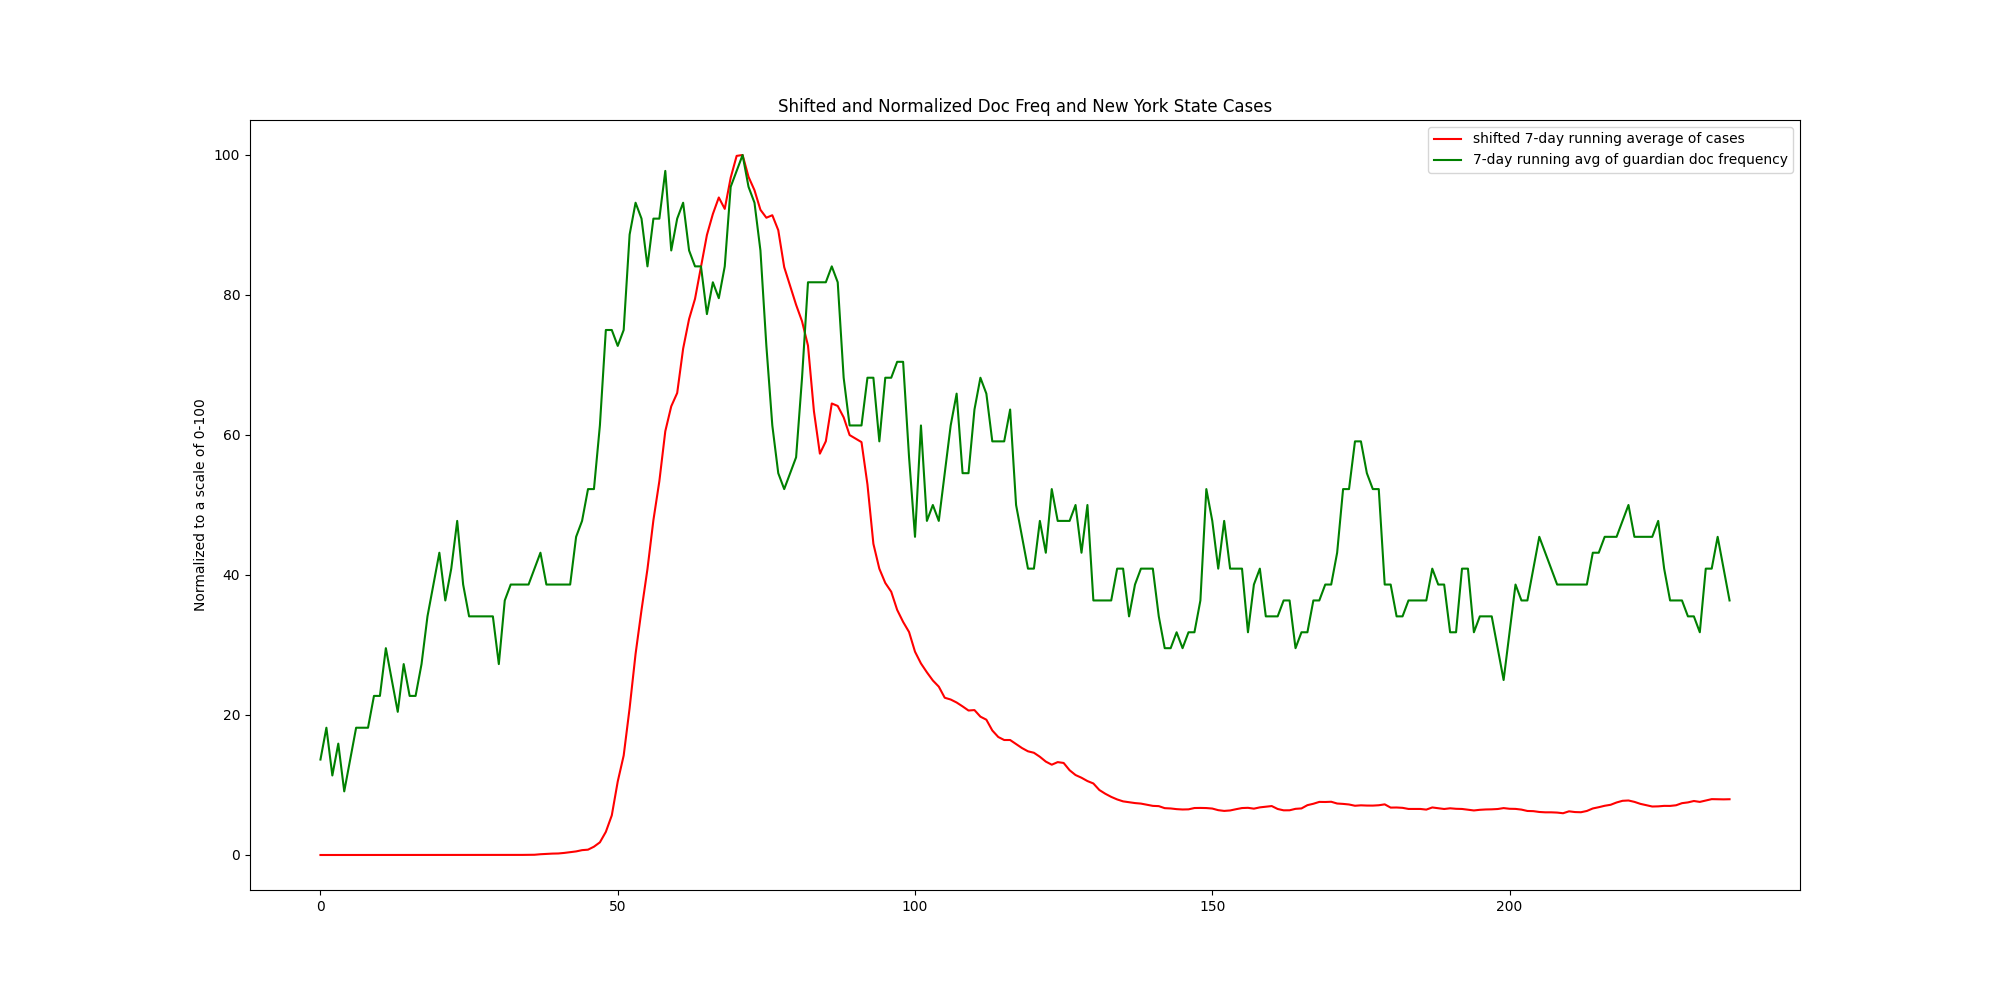 Shifted and Normalized Doc Freq and New York State Cases
shifted 7-day running average of cases
7-day running avg of guardian doc frequency
Normalized to a scale of 0-100
100
80
60
40
20
0
0 50 100 150 200